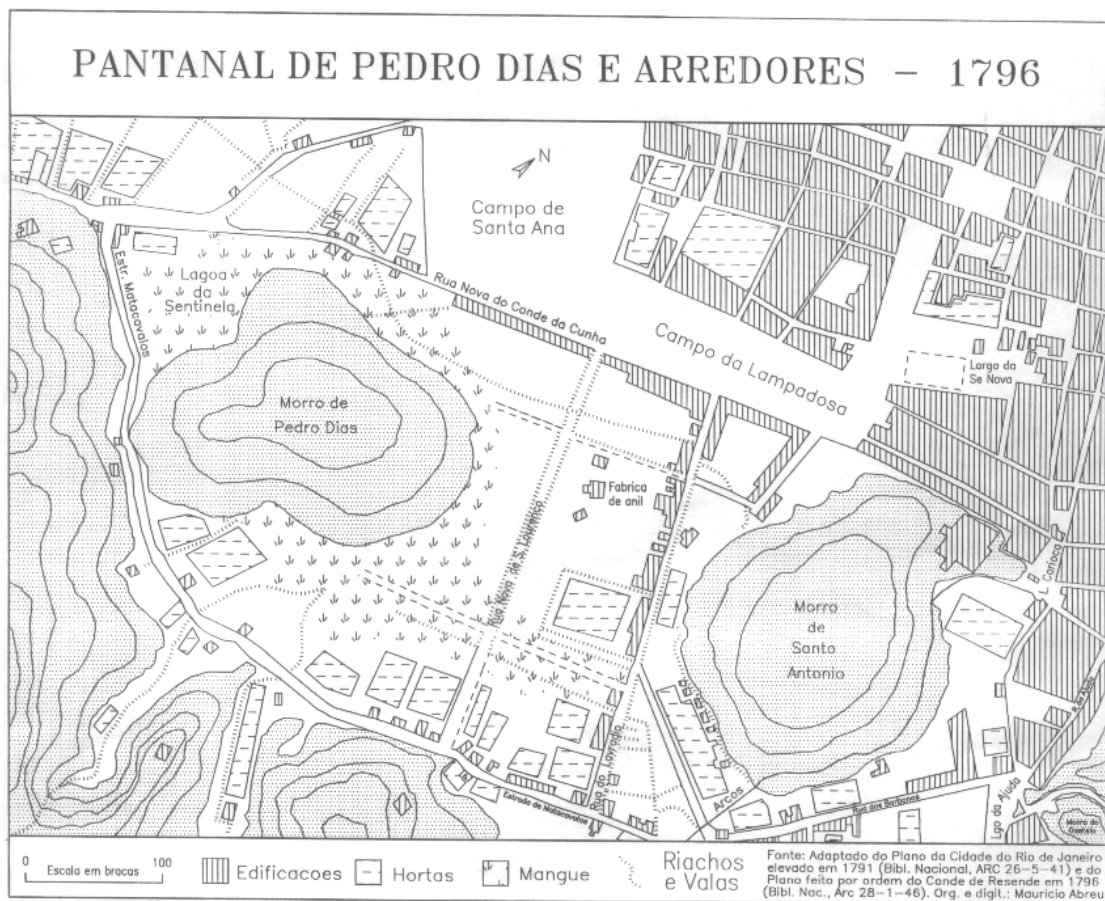 PANTANAL DE PEDRO DIAS E ARREDORES - 1796
N
Campo de
Santa Ana
Lagoa
da
Sentinela
Estr. Matacavalos
Rua Nova do Conde da Cunha
Campo da Lampadosa
Largo da
Se Nova
Morro de
Pedro Dias
Fabrica
de anil
Rua Nova de S. Lourenco
L. da Carioca
Morro
de
Santo
Antonio
R. da Ajuda
Rua do Lavradio
Arcos
Estrada de Matacavalos
Rua dos Barbonos
Lgo da Ajuda
Morro do
Castelo
0 100
Escala em bracas
Edificacoes
Hortas
Mangue
Riachos
e Valas
Fonte: Adaptado do Plano da Cidade do Rio de Janeiro
elevado em 1791 (Bibl. Nacional, ARC 26-5-41) e do
Plano feito por ordem do Conde de Resende em 1796
(Bibl. Nac., Arc 28-1-46). Org. e digit.: Mauricio Abreu